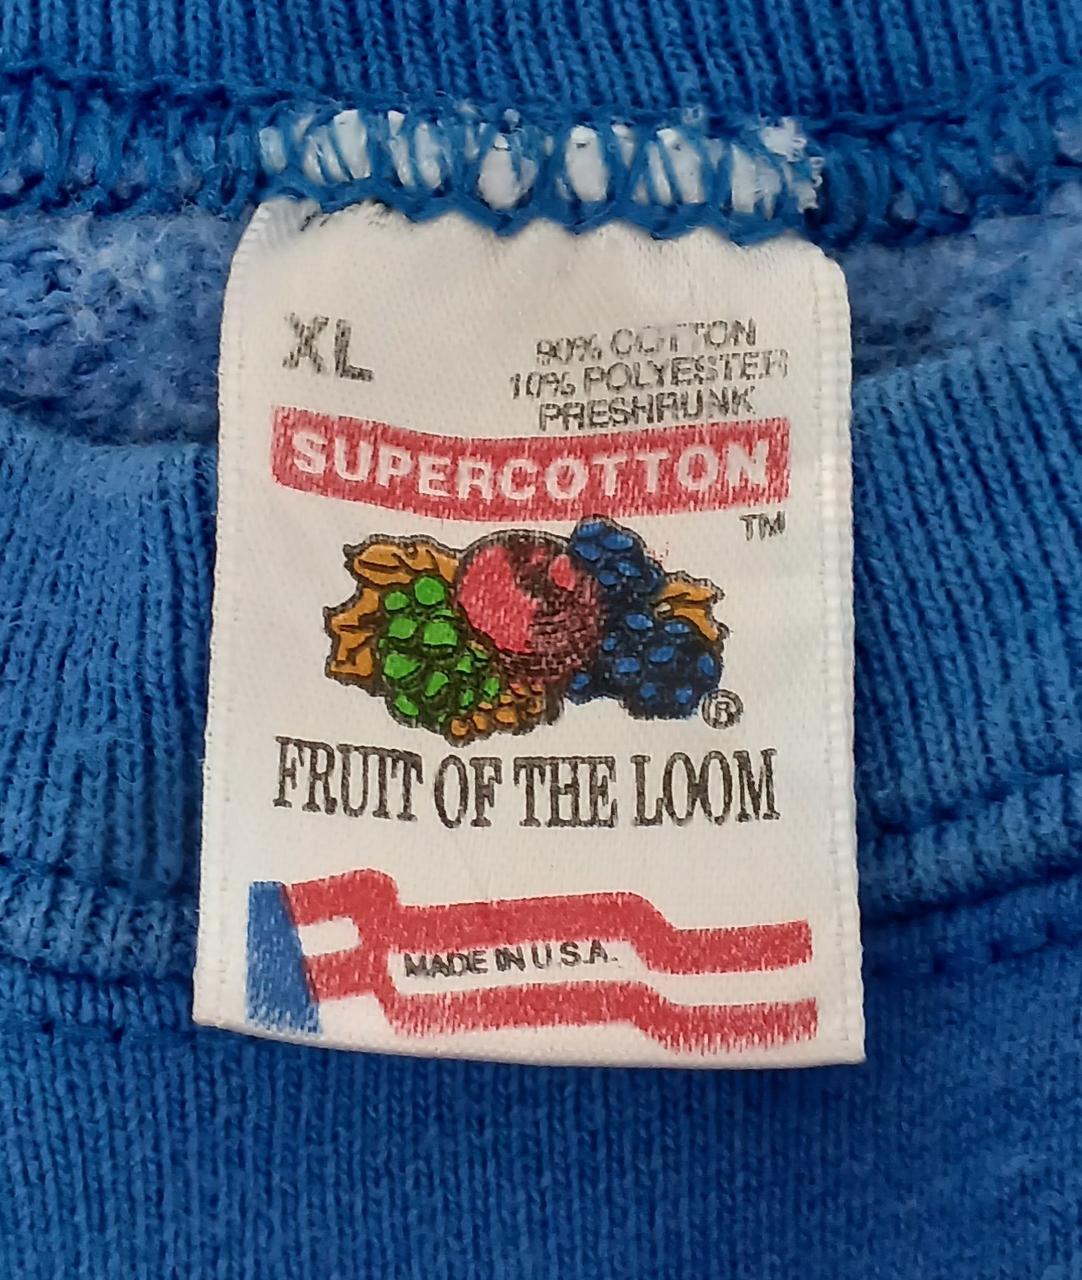 XL
90% COTTON
10% POLYESTER
PRESHRUNK
SUPERCOTTON
TM
®
FRUIT OF THE LOOM
MADE IN U.S.A.